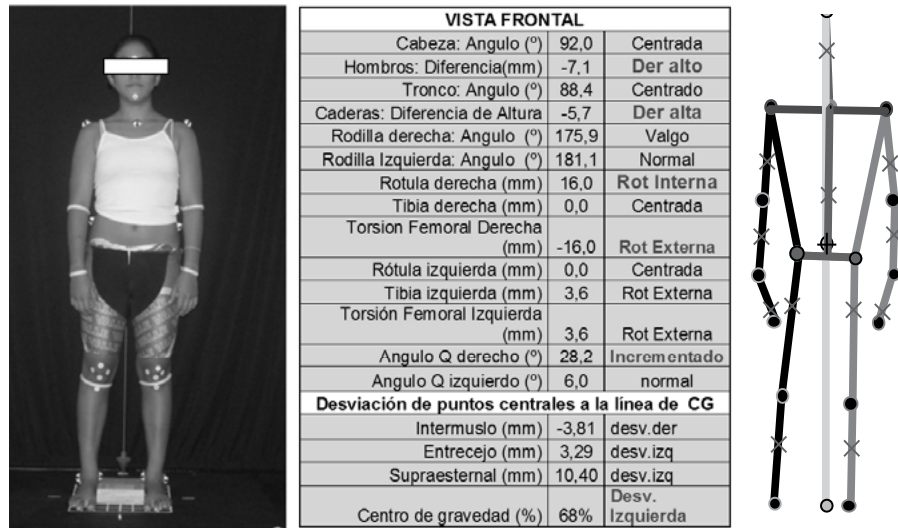 VISTA FRONTAL
Cabeza: Angulo (º) 92,0 Centrada
Hombros: Diferencia(mm) -7,1 Der alto
Tronco: Angulo (º) 88,4 Centrado
Caderas: Diferencia de Altura -5,7 Der alta
Rodilla derecha: Angulo (º) 175,9 Valgo
Rodilla Izquierda: Angulo (º) 181,1 Normal
Rotula derecha (mm) 16,0 Rot Interna
Tibia derecha (mm) 0,0 Centrada
Torsion Femoral Derecha
(mm) -16,0 Rot Externa
Rótula izquierda (mm) 0,0 Centrada
Tibia izquierda (mm) 3,6 Rot Externa
Torsión Femoral Izquierda
(mm) 3,6 Rot Externa
Angulo Q derecho (º) 28,2 Incrementado
Angulo Q izquierdo (º) 6,0 normal
Desviación de puntos centrales a la línea de CG
Intermuslo (mm) -3,81 desv.der
Entrecejo (mm) 3,29 desv.izq
Supraesternal (mm) 10,40 desv.izq
Desv.
Centro de gravedad (%) 68% Izquierda